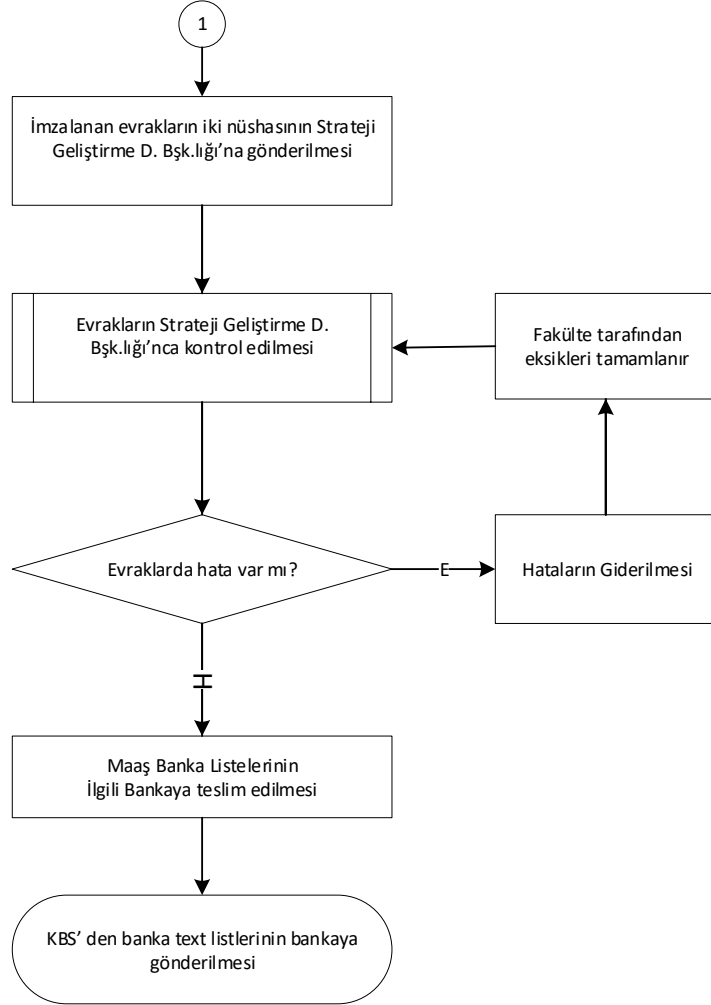 1
İmzalanan evrakların iki nüshasının Strateji
Geliştirme D. Bşk.lığı’na gönderilmesi
Evrakların Strateji Geliştirme D.
Bşk.lığı’nca kontrol edilmesi
Fakülte tarafından
eksikleri tamamlanır
Evraklarda hata var mı?
E
Hataların Giderilmesi
H
Maaş Banka Listelerinin
İlgili Bankaya teslim edilmesi
KBS’ den banka text listlerinin bankaya
gönderilmesi